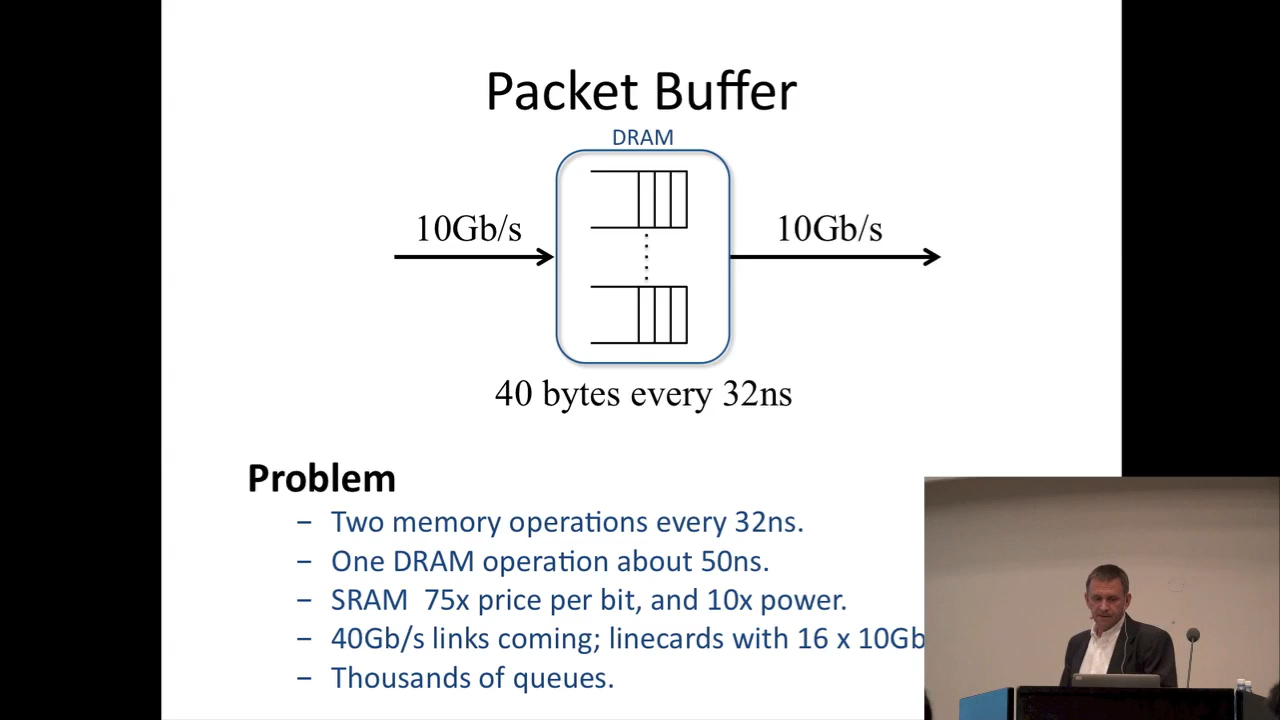 Packet Buffer
DRAM
10Gb/s
10Gb/s
40 bytes every 32ns
Problem
– Two memory operations every 32ns.
– One DRAM operation about 50ns.
– SRAM 75x price per bit, and 10x power.
– 40Gb/s links coming; linecards with 16 x 10Gb
– Thousands of queues.